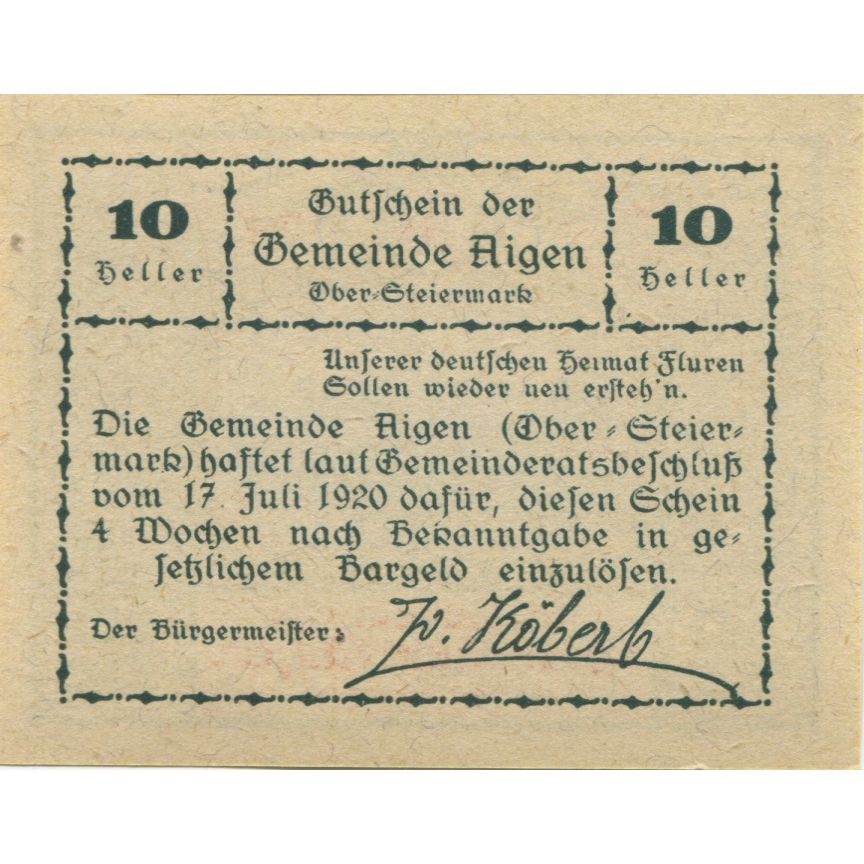 10
Heller
Gutschein der
Gemeinde Aigen
Ober-Steiermark
10
Heller
Unserer deutschen Heimat Fluren
Sollen wieder neu ersteh'n.
Die Gemeinde Aigen (Ober-Steier-
mark) haftet laut Gemeinderatsbeschluß
vom 17. Juli 1920 dafür, diesen Schein
4 Wochen nach Bekanntgabe in ge-
setzlichem Bargeld einzulösen.
Der Bürgermeister: Köberl